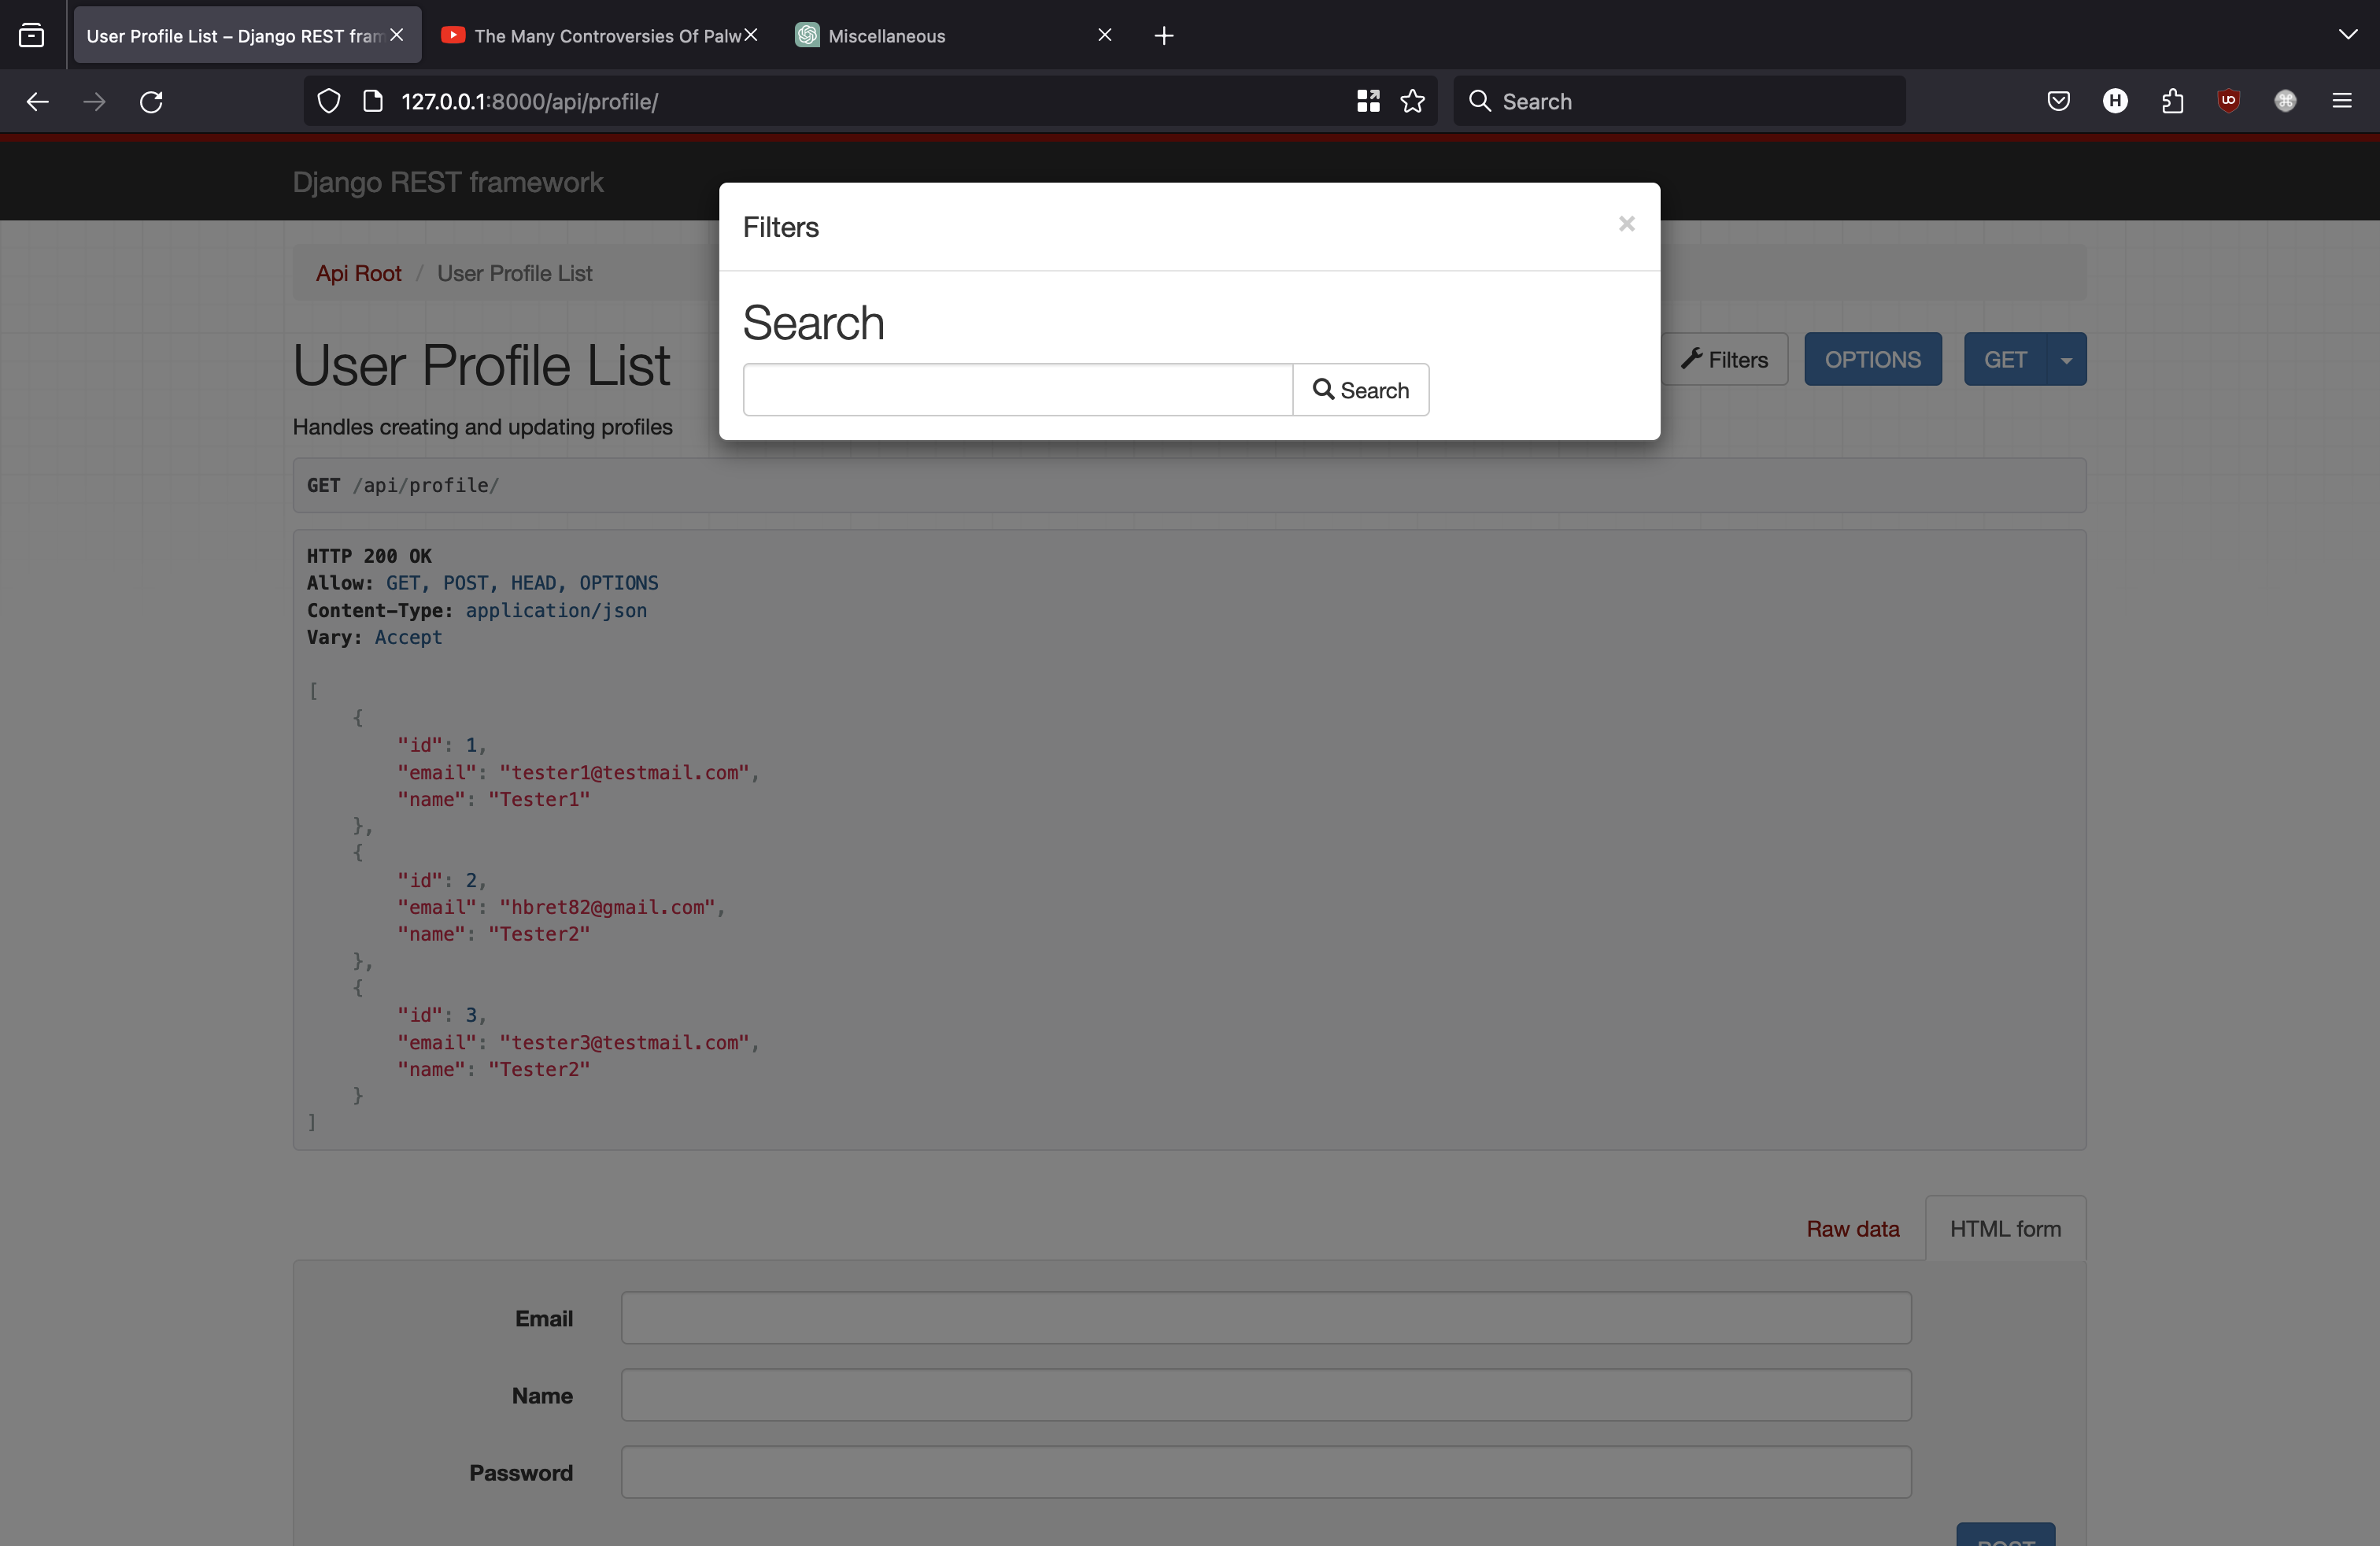 User Profile List – Django REST fram
The Many Controversies Of Palw
Miscellaneous
127.0.0.1:8000/api/profile/
Search
H
Django REST framework
Filters
×
Api Root / User Profile List
Search
Search
User Profile List
Filters
OPTIONS
GET
Handles creating and updating profiles
GET /api/profile/
HTTP 200 OK
Allow: GET, POST, HEAD, OPTIONS
Content-Type: application/json
Vary: Accept
[
    {
        "id": 1,
        "email": "tester1@testmail.com",
        "name": "Tester1"
    },
    {
        "id": 2,
        "email": "hbret82@gmail.com",
        "name": "Tester2"
    },
    {
        "id": 3,
        "email": "tester3@testmail.com",
        "name": "Tester2"
    }
]
Raw data
HTML form
Email
Name
Password
POST